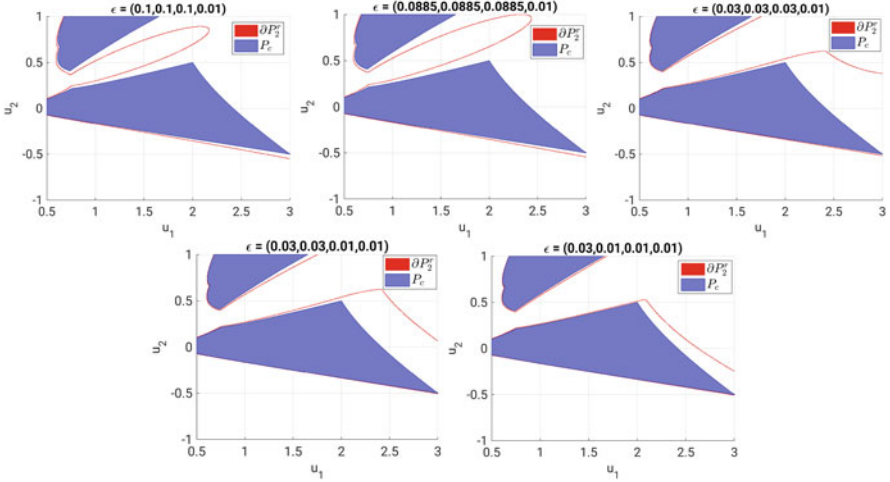 ϵ = (0.1,0.1,0.1,0.01)
1
0.5
0
-0.5
-1
u₂
0.5 1 1.5 2 2.5 3
u₁
∂P₂ʳ
P_c
ϵ = (0.0885,0.0885,0.0885,0.01)
1
0.5
0
-0.5
-1
u₂
0.5 1 1.5 2 2.5 3
u₁
∂P₂ʳ
P_c
ϵ = (0.03,0.03,0.03,0.01)
1
0.5
0
-0.5
-1
u₂
0.5 1 1.5 2 2.5 3
u₁
∂P₂ʳ
P_c
ϵ = (0.03,0.03,0.01,0.01)
1
0.5
0
-0.5
-1
u₂
0.5 1 1.5 2 2.5 3
u₁
∂P₂ʳ
P_c
ϵ = (0.03,0.01,0.01,0.01)
1
0.5
0
-0.5
-1
u₂
0.5 1 1.5 2 2.5 3
u₁
∂P₂ʳ
P_c